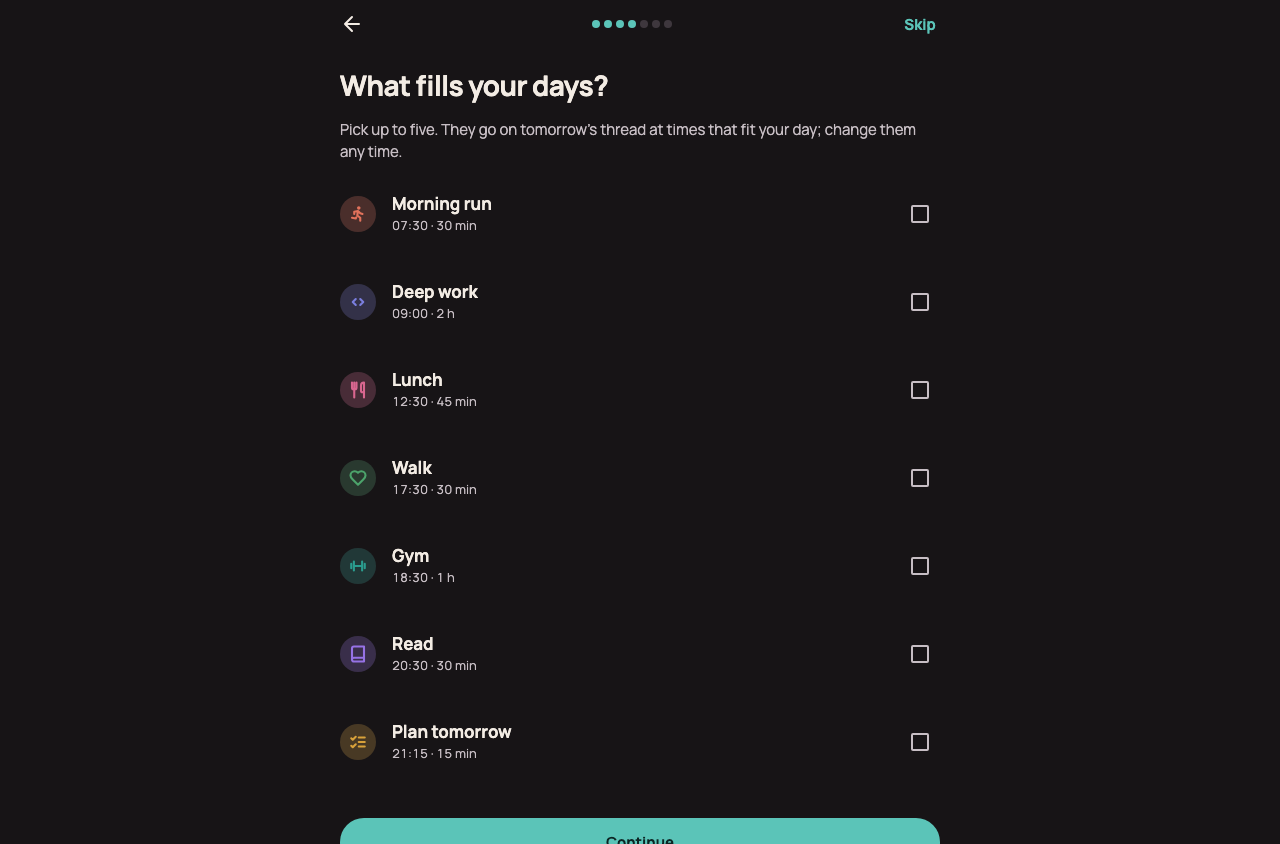 Skip
What fills your days?
Pick up to five. They go on tomorrow's thread at times that fit your day; change them
any time.
Morning run
07:30 · 30 min
Deep work
09:00 · 2 h
Lunch
12:30 · 45 min
Walk
17:30 · 30 min
Gym
18:30 · 1 h
Read
20:30 · 30 min
Plan tomorrow
21:15 · 15 min
Continue